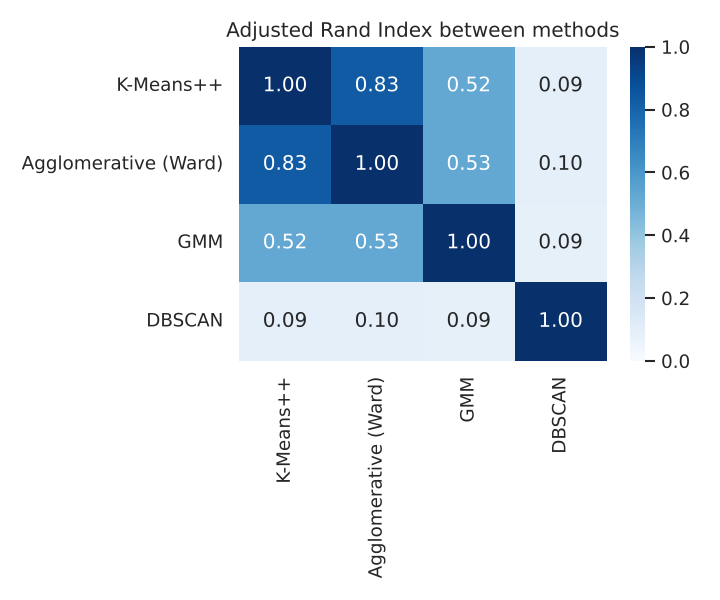 Adjusted Rand Index between methods
K-Means++ 1.00 0.83 0.52 0.09
Agglomerative (Ward) 0.83 1.00 0.53 0.10
GMM 0.52 0.53 1.00 0.09
DBSCAN 0.09 0.10 0.09 1.00
K-Means++
Agglomerative (Ward)
GMM
DBSCAN
1.0
0.8
0.6
0.4
0.2
0.0